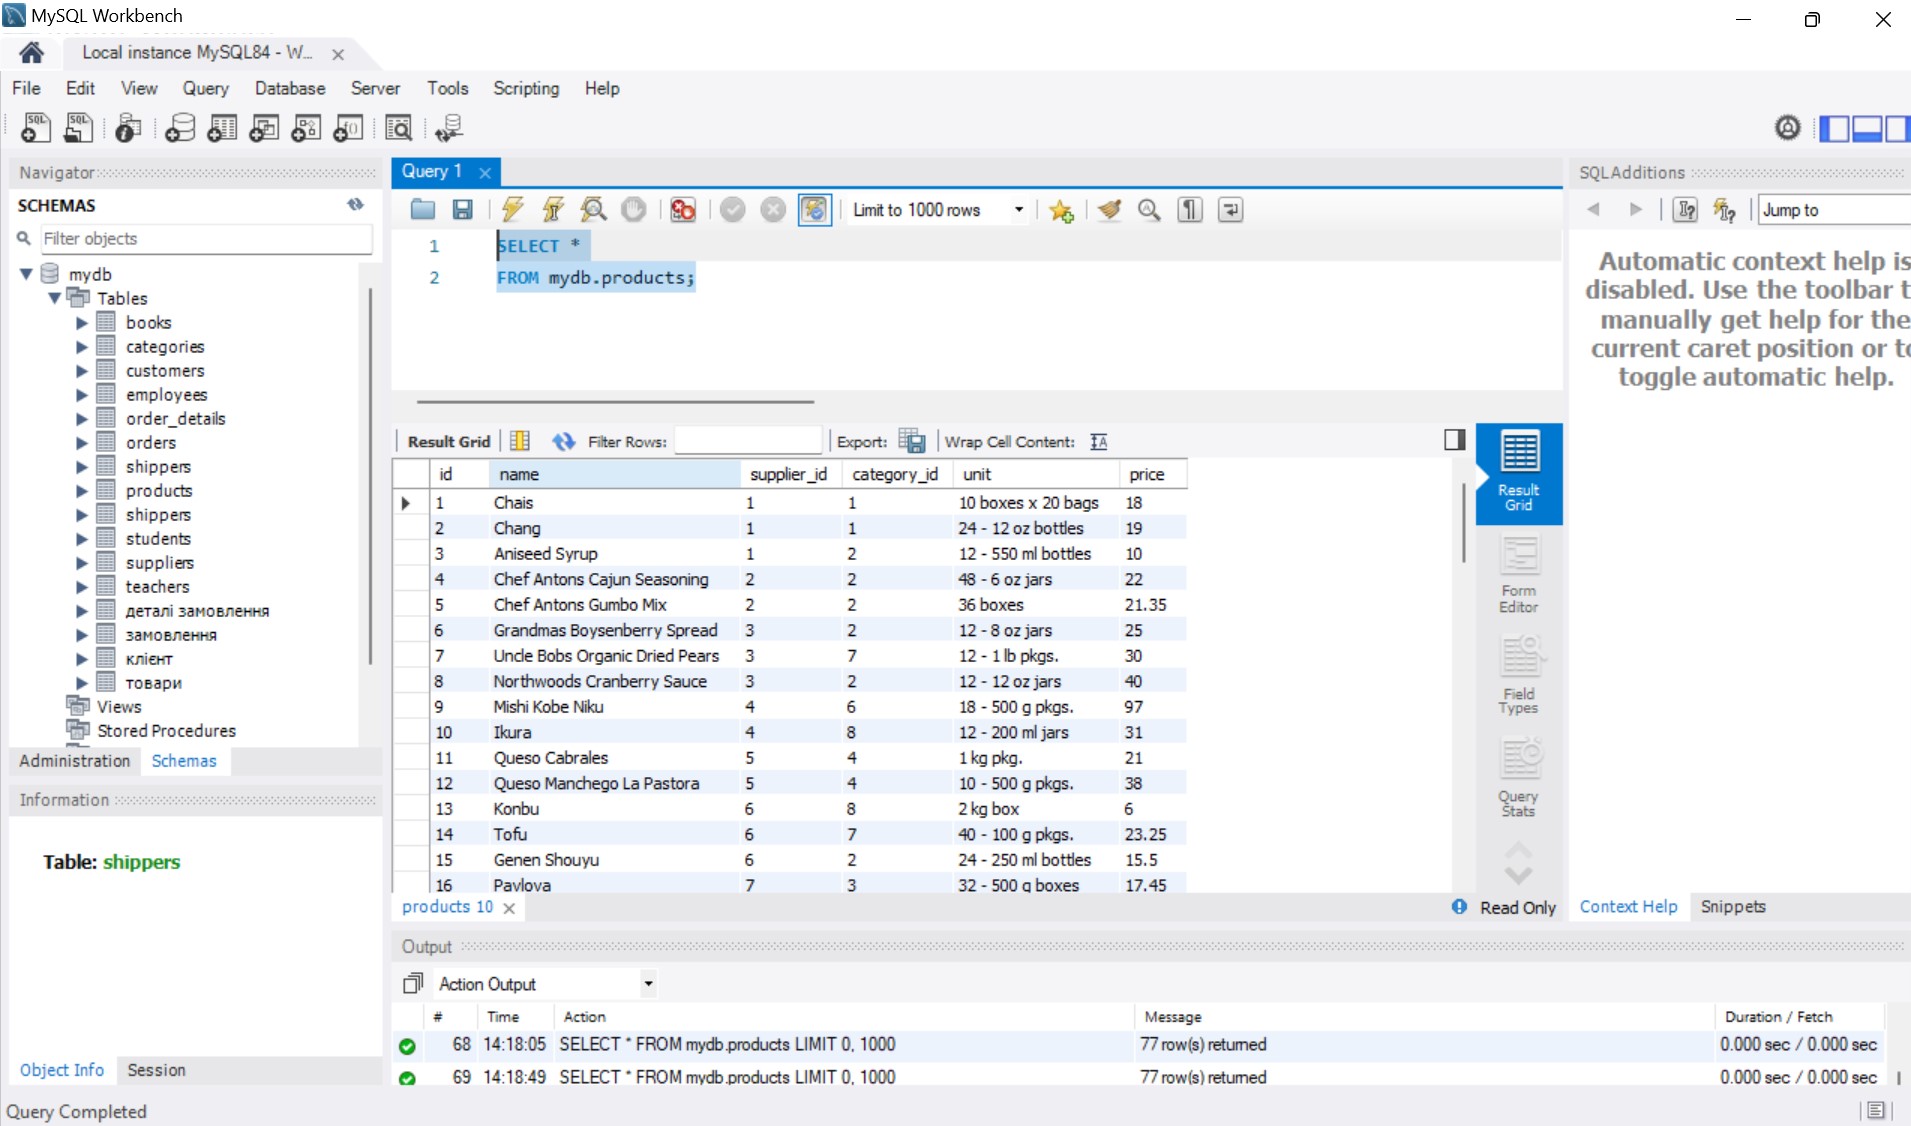 MySQL Workbench
Local instance MySQL84 - W...
File Edit View Query Database Server Tools Scripting Help
Navigator
SCHEMAS
Filter objects
mydb
Tables
books
categories
customers
employees
order_details
orders
shippers
products
shippers
students
suppliers
teachers
деталі замовлення
замовлення
клієнт
товари
Views
Stored Procedures
Administration Schemas
Information
Table: shippers
Object Info Session
Query Completed
Query 1
Limit to 1000 rows
1 SELECT *
2 FROM mydb.products;
Result Grid Filter Rows: Export: Wrap Cell Content:
id name supplier_id category_id unit price
1 Chais 1 1 10 boxes x 20 bags 18
2 Chang 1 1 24 - 12 oz bottles 19
3 Aniseed Syrup 1 2 12 - 550 ml bottles 10
4 Chef Antons Cajun Seasoning 2 2 48 - 6 oz jars 22
5 Chef Antons Gumbo Mix 2 2 36 boxes 21.35
6 Grandmas Boysenberry Spread 3 2 12 - 8 oz jars 25
7 Uncle Bobs Organic Dried Pears 3 7 12 - 1 lb pkgs. 30
8 Northwoods Cranberry Sauce 3 2 12 - 12 oz jars 40
9 Mishi Kobe Niku 4 6 18 - 500 g pkgs. 97
10 Ikura 4 8 12 - 200 ml jars 31
11 Queso Cabrales 5 4 1 kg pkg. 21
12 Queso Manchego La Pastora 5 4 10 - 500 g pkgs. 38
13 Konbu 6 8 2 kg box 6
14 Tofu 6 7 40 - 100 g pkgs. 23.25
15 Genen Shouyu 6 2 24 - 250 ml bottles 15.5
16 Pavlova 7 3 32 - 500 g boxes 17.45
Result
Grid
Form
Editor
Field
Types
Query
Stats
products 10
Read Only
SQLAdditions
Jump to
Automatic context help is
disabled. Use the toolbar t
manually get help for the
current caret position or to
toggle automatic help.
Context Help Snippets
Output
Action Output
# Time Action Message Duration / Fetch
68 14:18:05 SELECT * FROM mydb.products LIMIT 0, 1000 77 row(s) returned 0.000 sec / 0.000 sec
69 14:18:49 SELECT * FROM mydb.products LIMIT 0, 1000 77 row(s) returned 0.000 sec / 0.000 sec